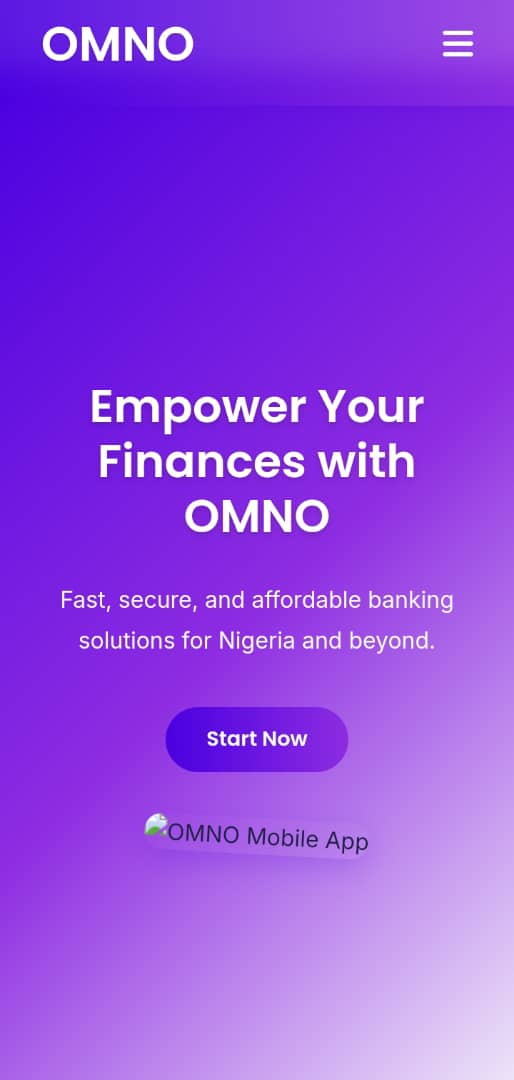 OMNO
Empower Your
Finances with
OMNO
Fast, secure, and affordable banking
solutions for Nigeria and beyond.
Start Now
OMNO Mobile App